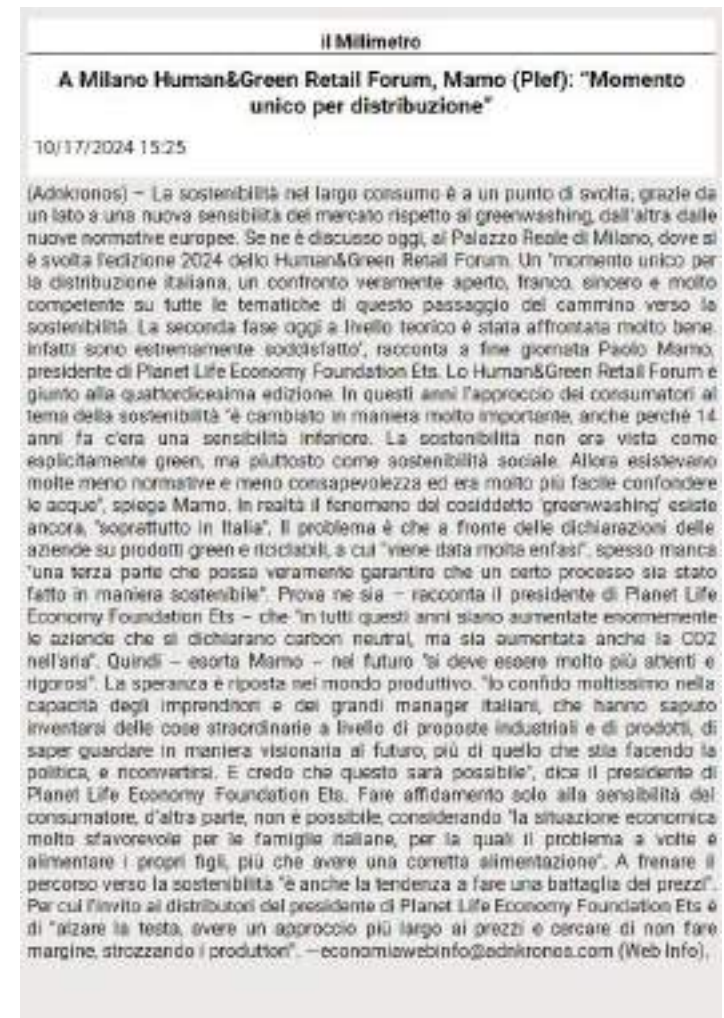 il Millimetro
A Milano Human&Green Retail Forum, Mamo (Plef): "Momento
unico per distribuzione"
10/17/2024 15:25
(Adnkronos) – La sostenibilità nel largo consumo è a un punto di svolta, grazie da
un lato a una nuova sensibilità del mercato rispetto al greenwashing, dall'altra dalle
nuove normative europee. Se ne è discusso oggi, al Palazzo Reale di Milano, dove si
è svolta l'edizione 2024 dello Human&Green Retail Forum. Un "momento unico per
la distribuzione italiana, un confronto veramente aperto, franco, sincero e molto
competente su tutte le tematiche di questo passaggio del cammino verso la
sostenibilità. La seconda fase oggi a livello teorico è stata affrontata molto bene.
Infatti sono estremamente soddisfatto", racconta a fine giornata Paolo Mamo,
presidente di Planet Life Economy Foundation Ets. Lo Human&Green Retail Forum è
giunto alla quattordicesima edizione. In questi anni l'approccio dei consumatori al
tema della sostenibilità "è cambiato in maniera molto importante, anche perché 14
anni fa c'era una sensibilità inferiore. La sostenibilità non era vista come
esplicitamente green, ma piuttosto come sostenibilità sociale. Allora esistevano
molte meno normative e meno consapevolezza ed era molto più facile confondere
le acque", spiega Mamo. In realtà il fenomeno del cosiddetto 'greenwashing' esiste
ancora, "soprattutto in Italia". Il problema è che a fronte delle dichiarazioni delle
aziende su prodotti green e riciclabili, a cui "viene data molta enfasi", spesso manca
"una terza parte che possa veramente garantire che un certo processo sia stato
fatto in maniera sostenibile". Prova ne sia – racconta il presidente di Planet Life
Economy Foundation Ets – che "in tutti questi anni siano aumentate enormemente
le aziende che si dichiarano carbon neutral, ma sia aumentata anche la CO2
nell'aria". Quindi – esorta Mamo – nel futuro "si deve essere molto più attenti e
rigorosi". La speranza è riposta nel mondo produttivo. "Io confido moltissimo nella
capacità degli imprenditori e dei grandi manager italiani, che hanno saputo
inventarsi delle cose straordinarie a livello di proposte industriali e di prodotti, di
saper guardare in maniera visionaria al futuro, più di quello che stia facendo la
politica, e riconvertirsi. E credo che questo sarà possibile", dice il presidente di
Planet Life Economy Foundation Ets. Fare affidamento solo alla sensibilità del
consumatore, d'altra parte, non è possibile, considerando "la situazione economica
molto sfavorevole per le famiglie italiane, per la quali il problema a volte è
alimentare i propri figli, più che avere una corretta alimentazione". A frenare il
percorso verso la sostenibilità "è anche la tendenza a fare una battaglia dei prezzi".
Per cui l'invito ai distributori del presidente di Planet Life Economy Foundation Ets è
di "alzare la testa, avere un approccio più largo ai prezzi e cercare di non fare
margine, strozzando i produttori". —economiawebinfo@adnkronos.com (Web Info).